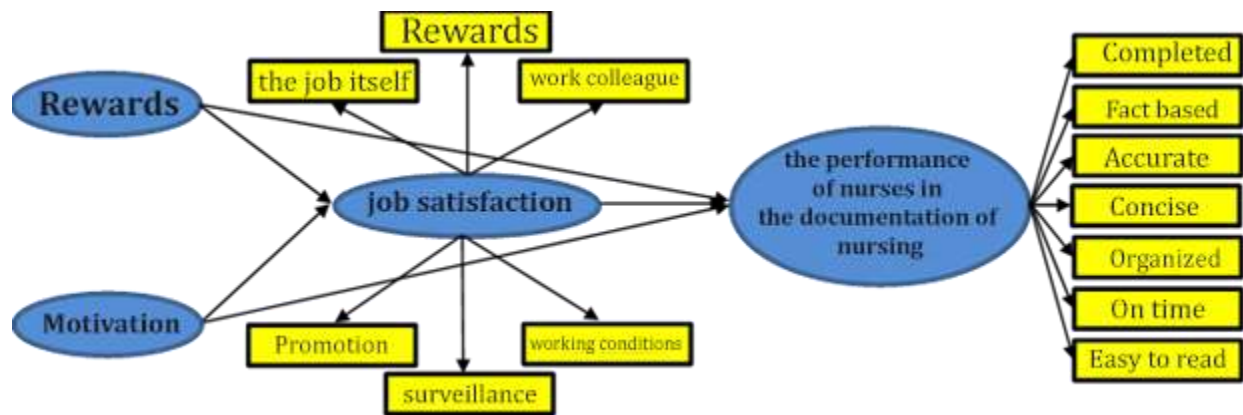 Rewards
the job itself
work colleague
Rewards
job satisfaction
Motivation
Promotion
surveillance
working conditions
the performance
of nurses in
the documentation of
nursing
Completed
Fact based
Accurate
Concise
Organized
On time
Easy to read